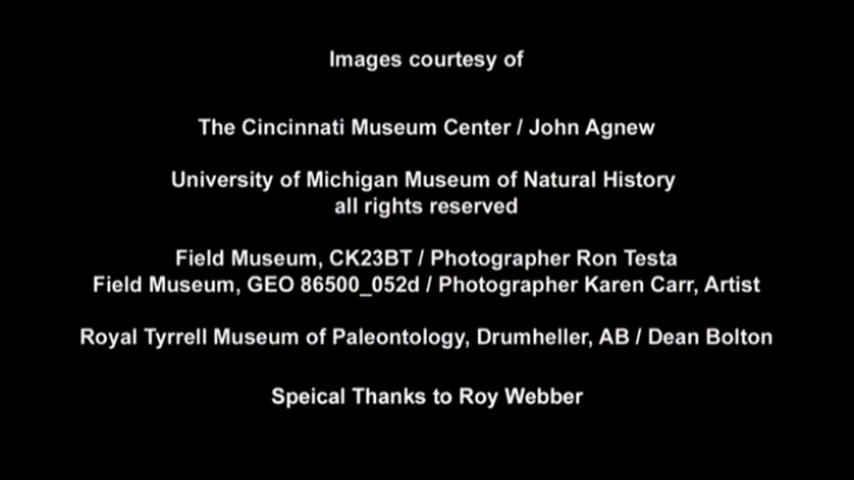 Images courtesy of
The Cincinnati Museum Center / John Agnew
University of Michigan Museum of Natural History
all rights reserved
Field Museum, CK23BT / Photographer Ron Testa
Field Museum, GEO 86500_052d / Photographer Karen Carr, Artist
Royal Tyrrell Museum of Paleontology, Drumheller, AB / Dean Bolton
Speical Thanks to Roy Webber